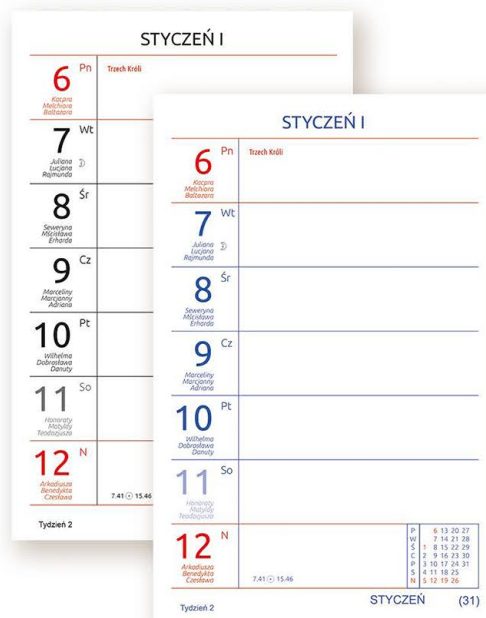 STYCZEŃ I
6 Pn Trzech Króli
Kacpra
Melchiora
Baltazara
7 Wt
Juliana
Lucjana
Rajmunda
8 Śr
Seweryna
Mścisława
Erharda
9 Cz
Marceliny
Marcjanny
Adriana
10 Pt
Wilhelma
Dobrosława
Danuty
11 So
Honoraty
Matyldy
Teodozjusza
12 N
Arkadiusza
Benedykta
Czesława
7.41 15.46
Tydzień 2
STYCZEŃ I
6 Pn Trzech Króli
Kacpra
Melchiora
Baltazara
7 Wt
Juliana
Lucjana
Rajmunda
8 Śr
Seweryna
Mścisława
Erharda
9 Cz
Marceliny
Marcjanny
Adriana
10 Pt
Wilhelma
Dobrosława
Danuty
11 So
Honoraty
Matyldy
Teodozjusza
12 N
Arkadiusza
Benedykta
Czesława
7.41 15.46
P 6 13 20 27
W 7 14 21 28
Ś 1 8 15 22 29
C 2 9 16 23 30
P 3 10 17 24 31
S 4 11 18 25
N 5 12 19 26
STYCZEŃ (31)
Tydzień 2